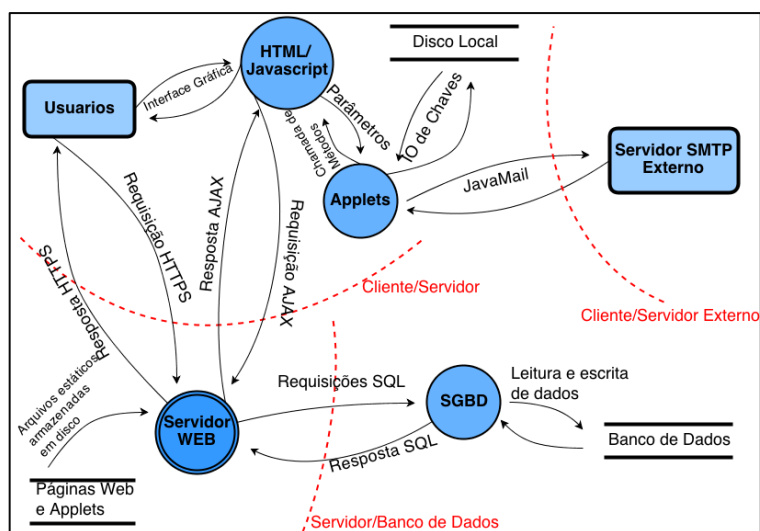 HTML/
Javascript
Disco Local
Usuarios
Interface Gráfica
Parâmetros
Chamada de
Métodos
IO de Chaves
Applets
JavaMail
Servidor SMTP
Externo
Requisição HTTPS
Resposta HTTPS
Resposta AJAX
Requisição AJAX
Cliente/Servidor
Cliente/Servidor Externo
Arquivos estáticos
armazenadas
em disco
Servidor
WEB
Requisições SQL
Resposta SQL
SGBD
Leitura e escrita
de dados
Banco de Dados
Páginas Web
e Applets
Servidor/Banco de Dados